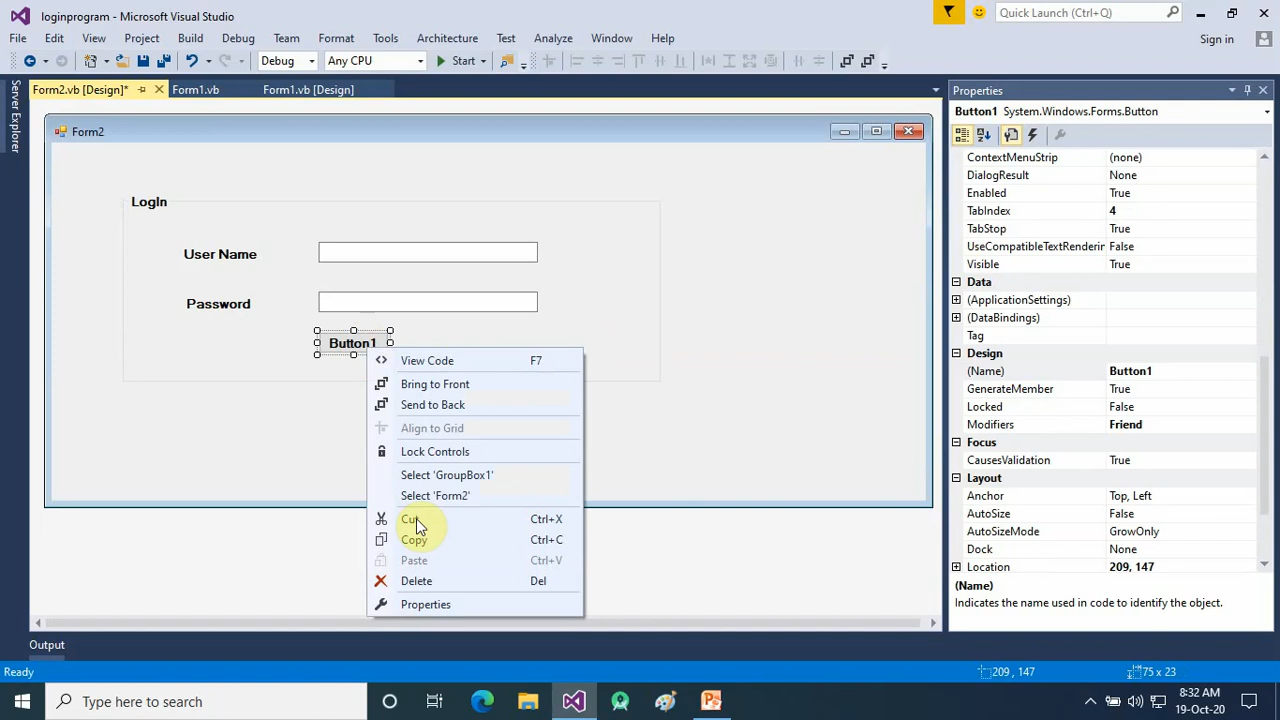 loginprogram - Microsoft Visual Studio
Quick Launch (Ctrl+Q)
File Edit View Project Build Debug Team Format Tools Architecture Test Analyze Window Help
Sign in
Debug Any CPU Start
Server Explorer
Form2.vb [Design]* Form1.vb Form1.vb [Design]
Form2
LogIn
User Name
Password
Button1
View Code F7
Bring to Front
Send to Back
Align to Grid
Lock Controls
Select 'GroupBox1'
Select 'Form2'
Cut Ctrl+X
Copy Ctrl+C
Paste Ctrl+V
Delete Del
Properties
Properties
Button1 System.Windows.Forms.Button
ContextMenuStrip (none)
DialogResult None
Enabled True
TabIndex 4
TabStop True
UseCompatibleTextRenderin False
Visible True
Data
(ApplicationSettings)
(DataBindings)
Tag
Design
(Name) Button1
GenerateMember True
Locked False
Modifiers Friend
Focus
CausesValidation True
Layout
Anchor Top, Left
AutoSize False
AutoSizeMode GrowOnly
Dock None
Location 209, 147
(Name)
Indicates the name used in code to identify the object.
Output
Ready 209 , 147 75 x 23
Type here to search
8:32 AM
19-Oct-20